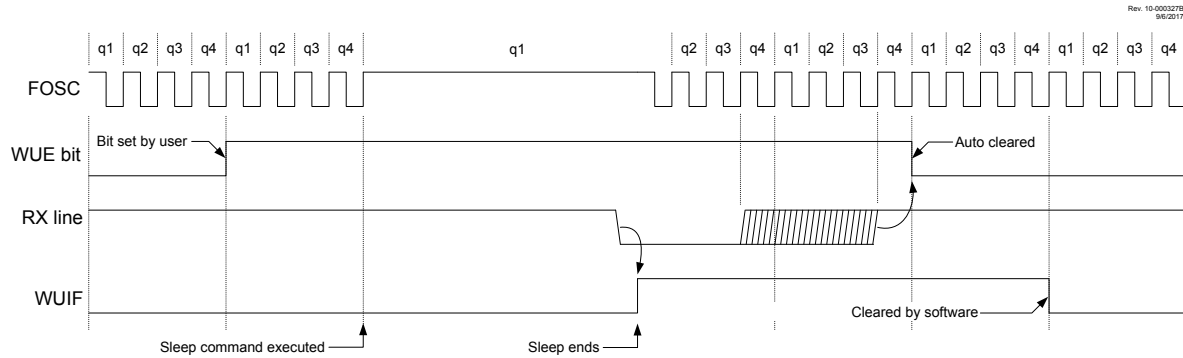 Rev. 10-000327B
9/6/2017
q1 q2 q3 q4 q1 q2 q3 q4 q1 q2 q3 q4 q1 q2 q3 q4 q1 q2 q3 q4 q1 q2 q3 q4
FOSC
Bit set by user
Auto cleared
WUE bit
RX line
WUIF
Cleared by software
Sleep command executed
Sleep ends